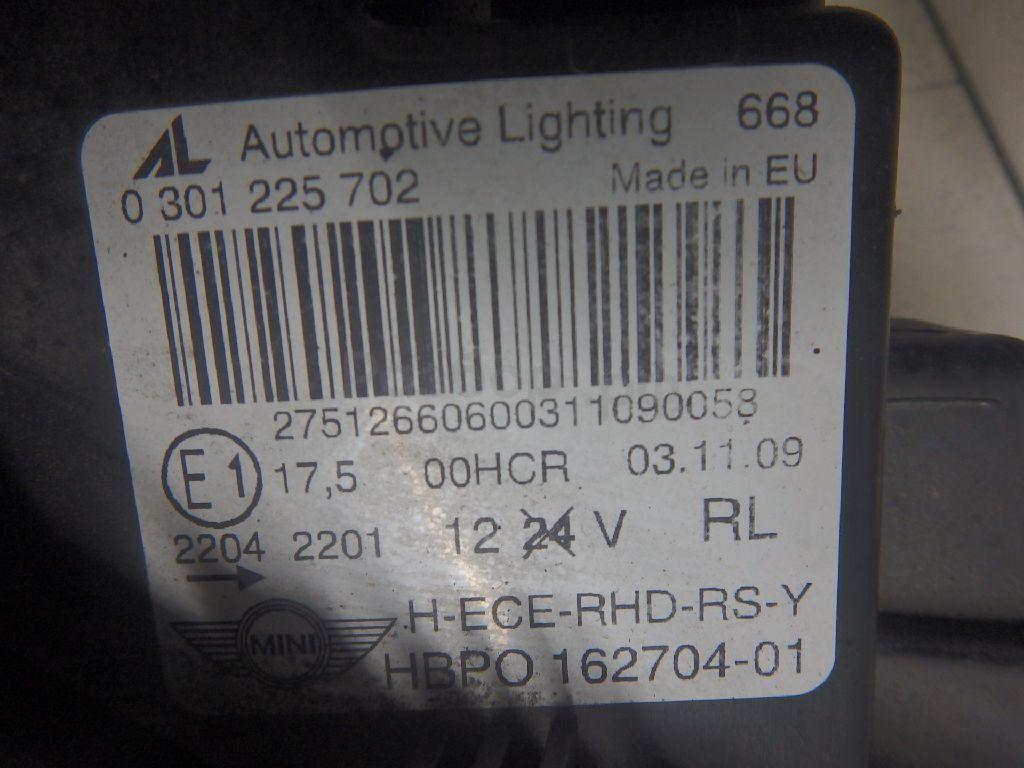 AL Automotive Lighting 668
0 301 225 702 Made in EU
27512660600311090058
E1 17,5 00HCR 03.11.09
2204 2201 12 24 V RL
MINI H-ECE-RHD-RS-Y
HBPO 162704-01